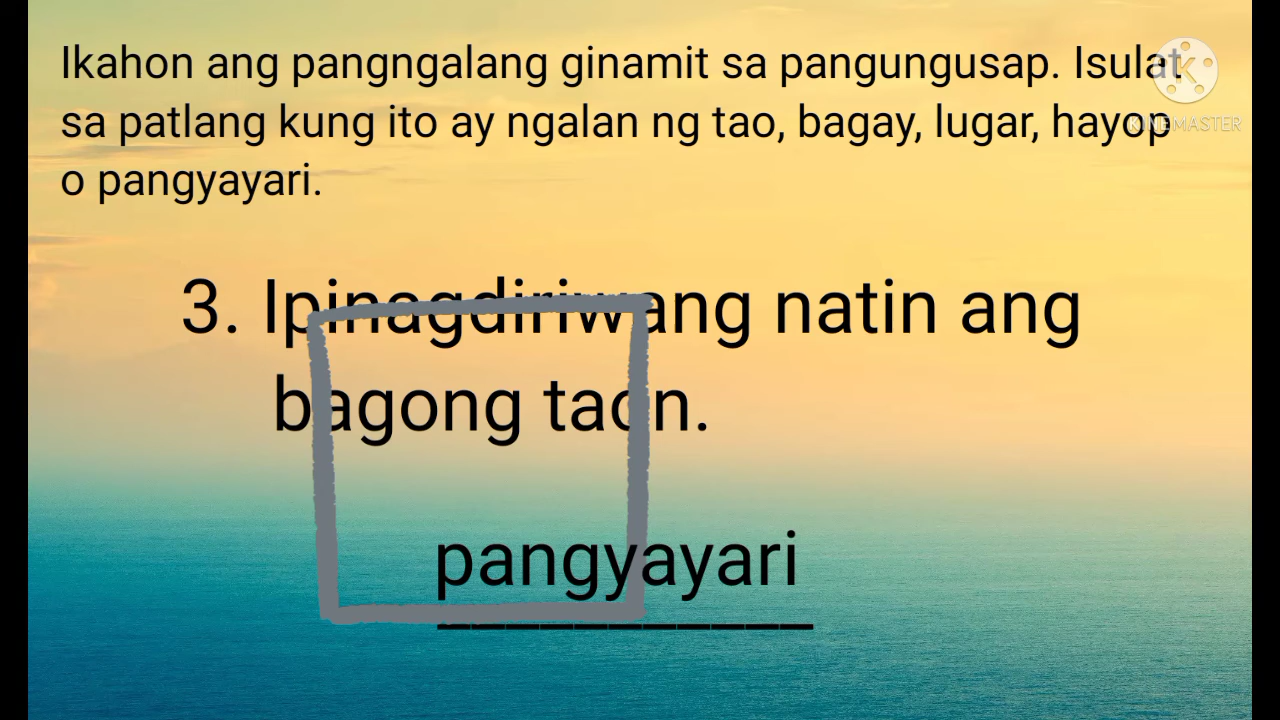 Ikahon ang pangngalang ginamit sa pangungusap. Isulat
sa patlang kung ito ay ngalan ng tao, bagay, lugar, hayop
o pangyayari.
KINEMASTER
3. Ipinagdiriwang natin ang
bagong taon.
pangyayari